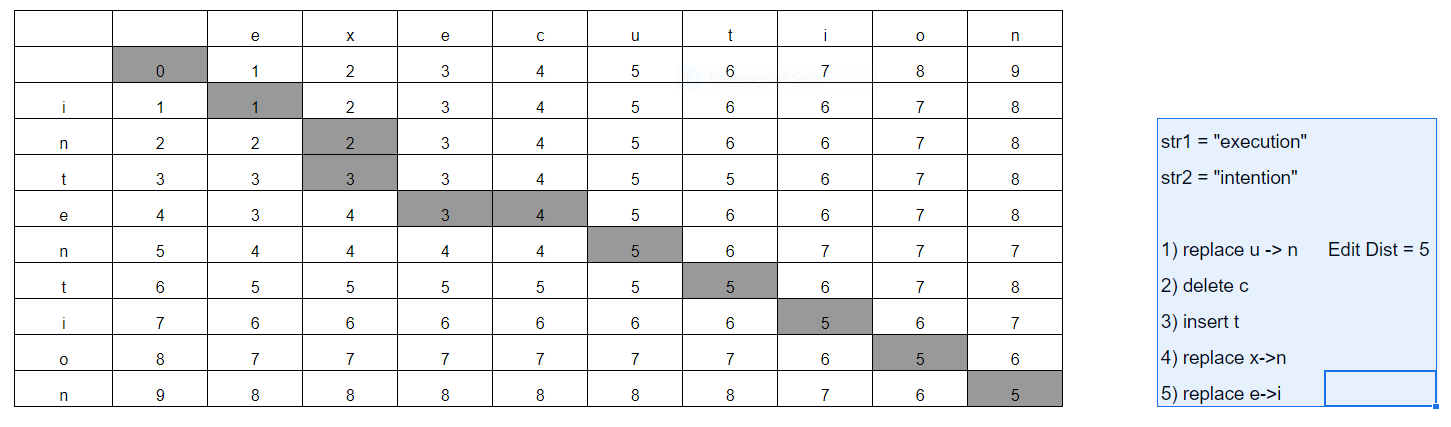 e x e c u t i o n
0 1 2 3 4 5 6 7 8 9
i 1 1 2 3 4 5 6 6 7 8
n 2 2 2 3 4 5 6 6 7 8
t 3 3 3 3 4 5 5 6 7 8
e 4 3 4 3 4 5 6 6 7 8
n 5 4 4 4 4 5 6 7 7 7
t 6 5 5 5 5 5 5 6 7 8
i 7 6 6 6 6 6 6 5 6 7
o 8 7 7 7 7 7 7 6 5 6
n 9 8 8 8 8 8 8 7 6 5
str1 = "execution"
str2 = "intention"
1) replace u -> n Edit Dist = 5
2) delete c
3) insert t
4) replace x->n
5) replace e->i